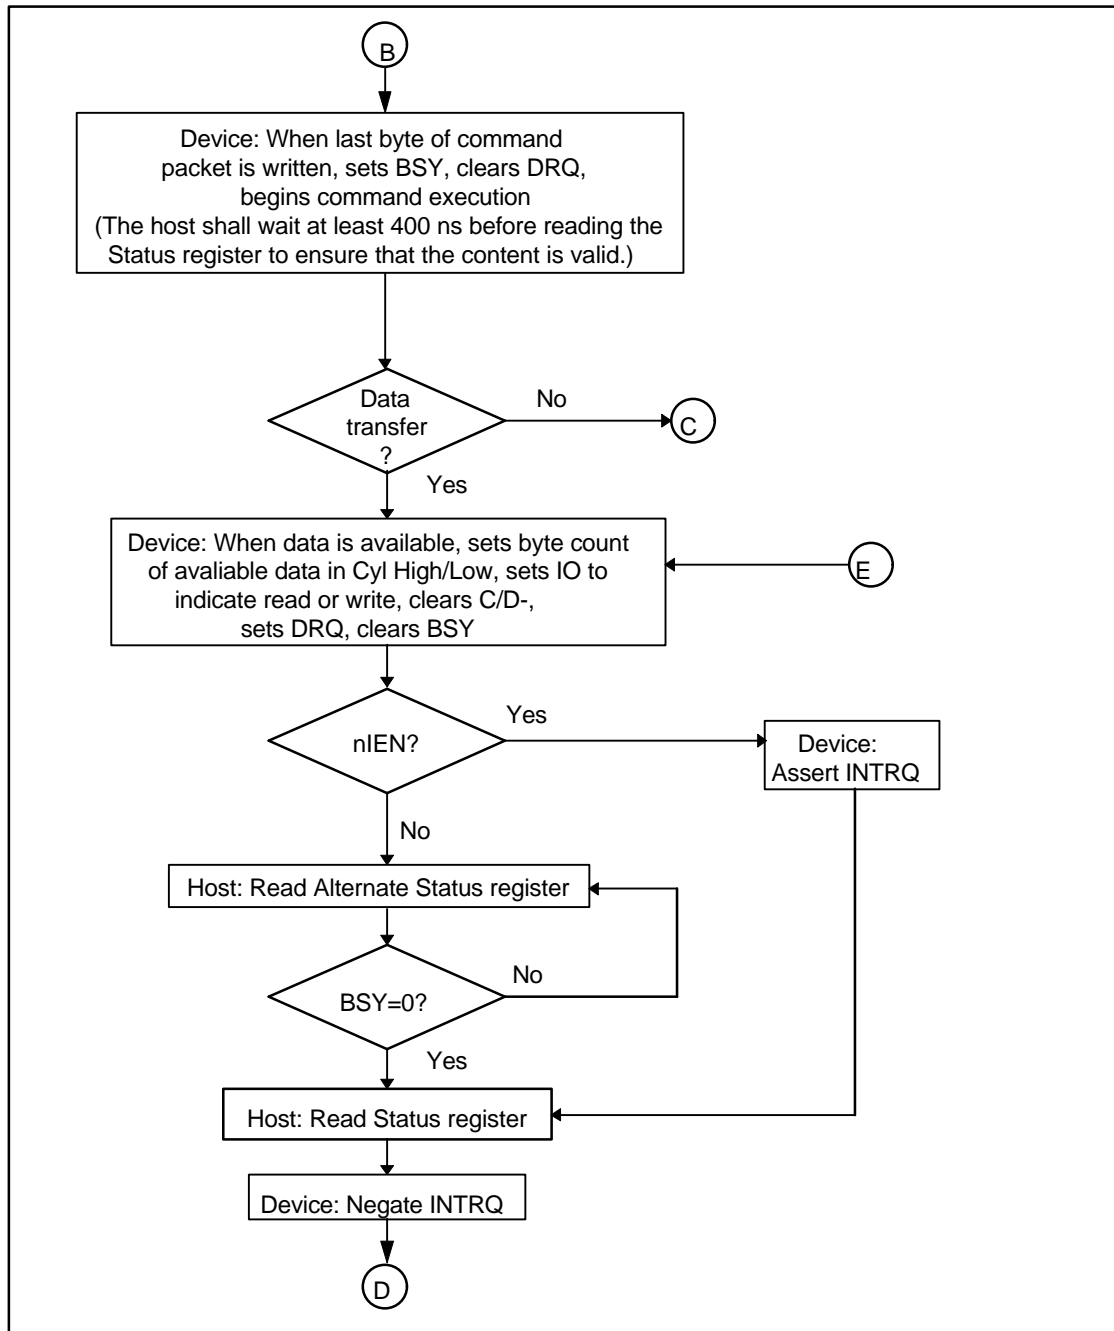 B
Device: When last byte of command
packet is written, sets BSY, clears DRQ,
begins command execution
(The host shall wait at least 400 ns before reading the
Status register to ensure that the content is valid.)
Data
transfer
?
No
C
Yes
Device: When data is available, sets byte count
of avaliable data in Cyl High/Low, sets IO to
indicate read or write, clears C/D-,
sets DRQ, clears BSY
E
nIEN?
Yes
Device:
Assert INTRQ
No
Host: Read Alternate Status register
BSY=0?
No
Yes
Host: Read Status register
Device: Negate INTRQ
D